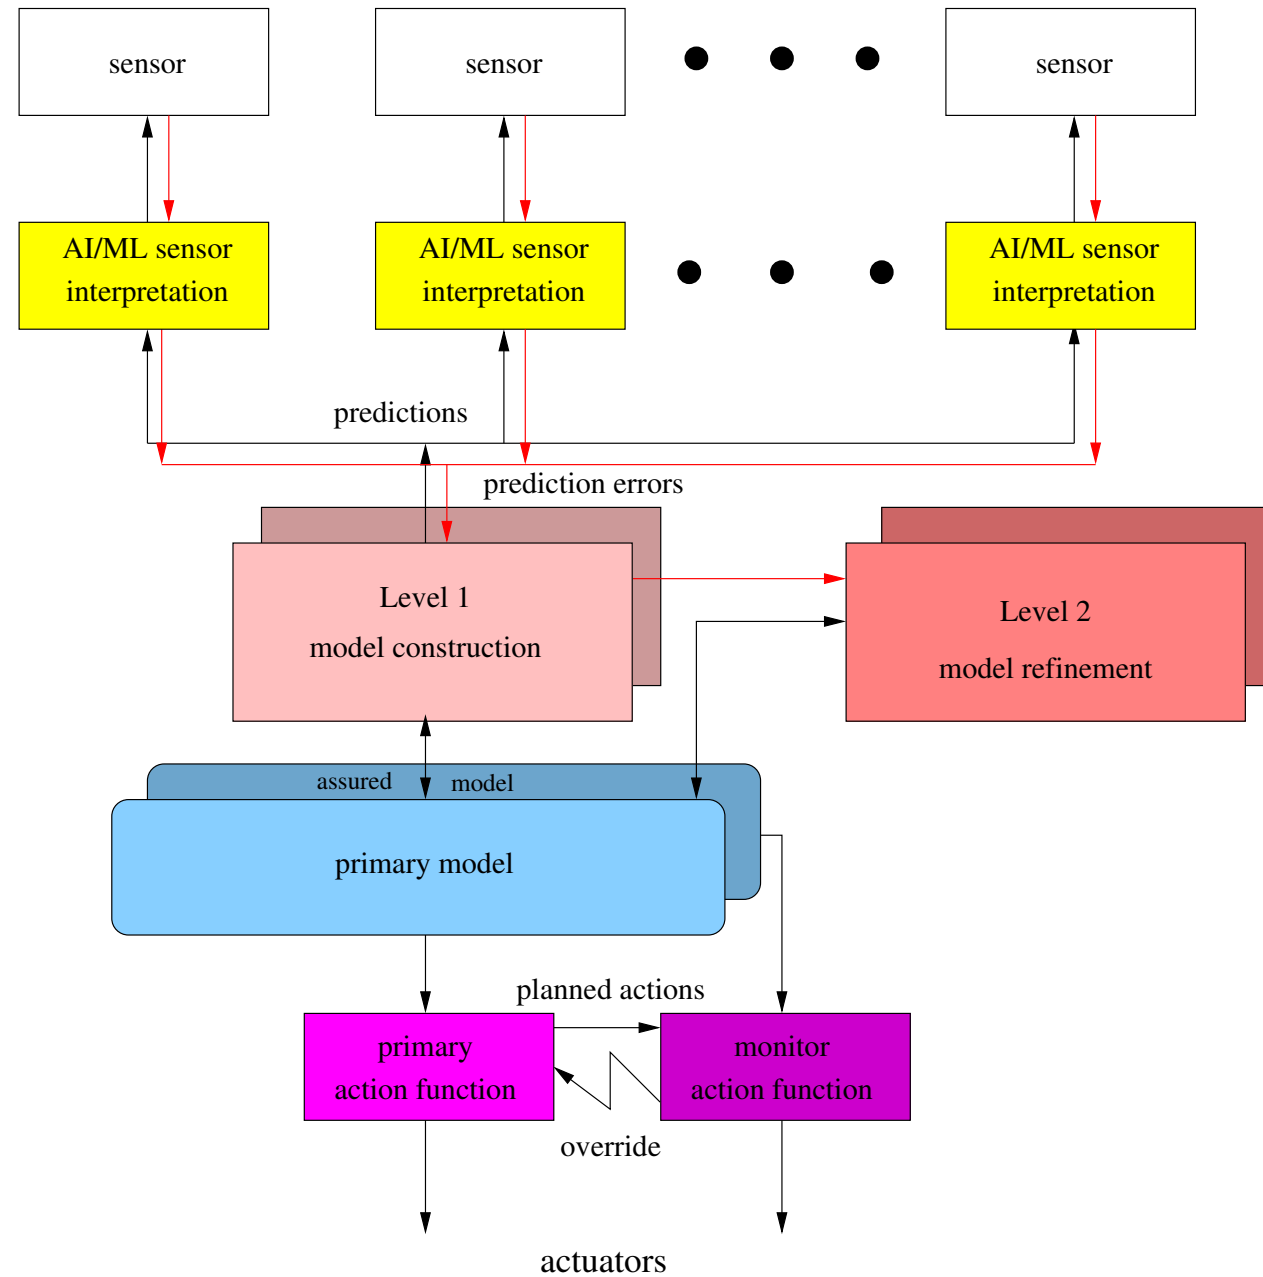 sensor
sensor
sensor
AI/ML sensor
interpretation
AI/ML sensor
interpretation
AI/ML sensor
interpretation
predictions
prediction errors
Level 1
model construction
Level 2
model refinement
assured model
primary model
planned actions
primary
action function
monitor
action function
override
actuators